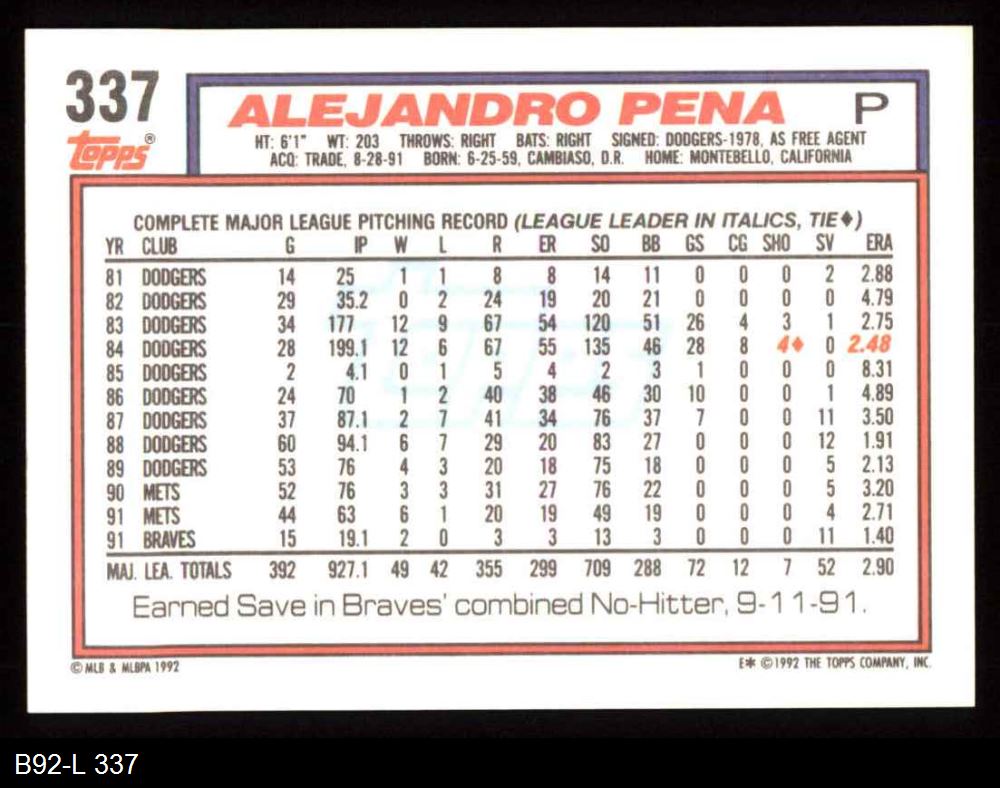 337
Topps®
ALEJANDRO PENA P
HT: 6'1" WT: 203 THROWS: RIGHT BATS: RIGHT SIGNED: DODGERS-1978, AS FREE AGENT
ACQ: TRADE, 8-28-91 BORN: 6-25-59, CAMBIASO, D.R. HOME: MONTEBELLO, CALIFORNIA
COMPLETE MAJOR LEAGUE PITCHING RECORD (LEAGUE LEADER IN ITALICS, TIE♦)
YR CLUB G IP W L R ER SO BB GS CG SHO SV ERA
81 DODGERS 14 25 1 1 8 8 14 11 0 0 0 2 2.88
82 DODGERS 29 35.2 0 2 24 19 20 21 0 0 0 0 4.79
83 DODGERS 34 177 12 9 67 54 120 51 26 4 3 1 2.75
84 DODGERS 28 199.1 12 6 67 55 135 46 28 8 4♦ 0 2.48
85 DODGERS 2 4.1 0 1 5 4 2 3 1 0 0 0 8.31
86 DODGERS 24 70 1 2 40 38 46 30 10 0 0 1 4.89
87 DODGERS 37 87.1 2 7 41 34 76 37 7 0 0 11 3.50
88 DODGERS 60 94.1 6 7 29 20 83 27 0 0 0 12 1.91
89 DODGERS 53 76 4 3 20 18 75 18 0 0 0 5 2.13
90 METS 52 76 3 3 31 27 76 22 0 0 0 5 3.20
91 METS 44 63 6 1 20 19 49 19 0 0 0 4 2.71
91 BRAVES 15 19.1 2 0 3 3 13 3 0 0 0 11 1.40
MAJ. LEA. TOTALS 392 927.1 49 42 355 299 709 288 72 12 7 52 2.90
Earned Save in Braves' combined No-Hitter, 9-11-91.
© MLB & MLBPA 1992 E* ©1992 THE TOPPS COMPANY, INC.
B92-L 337